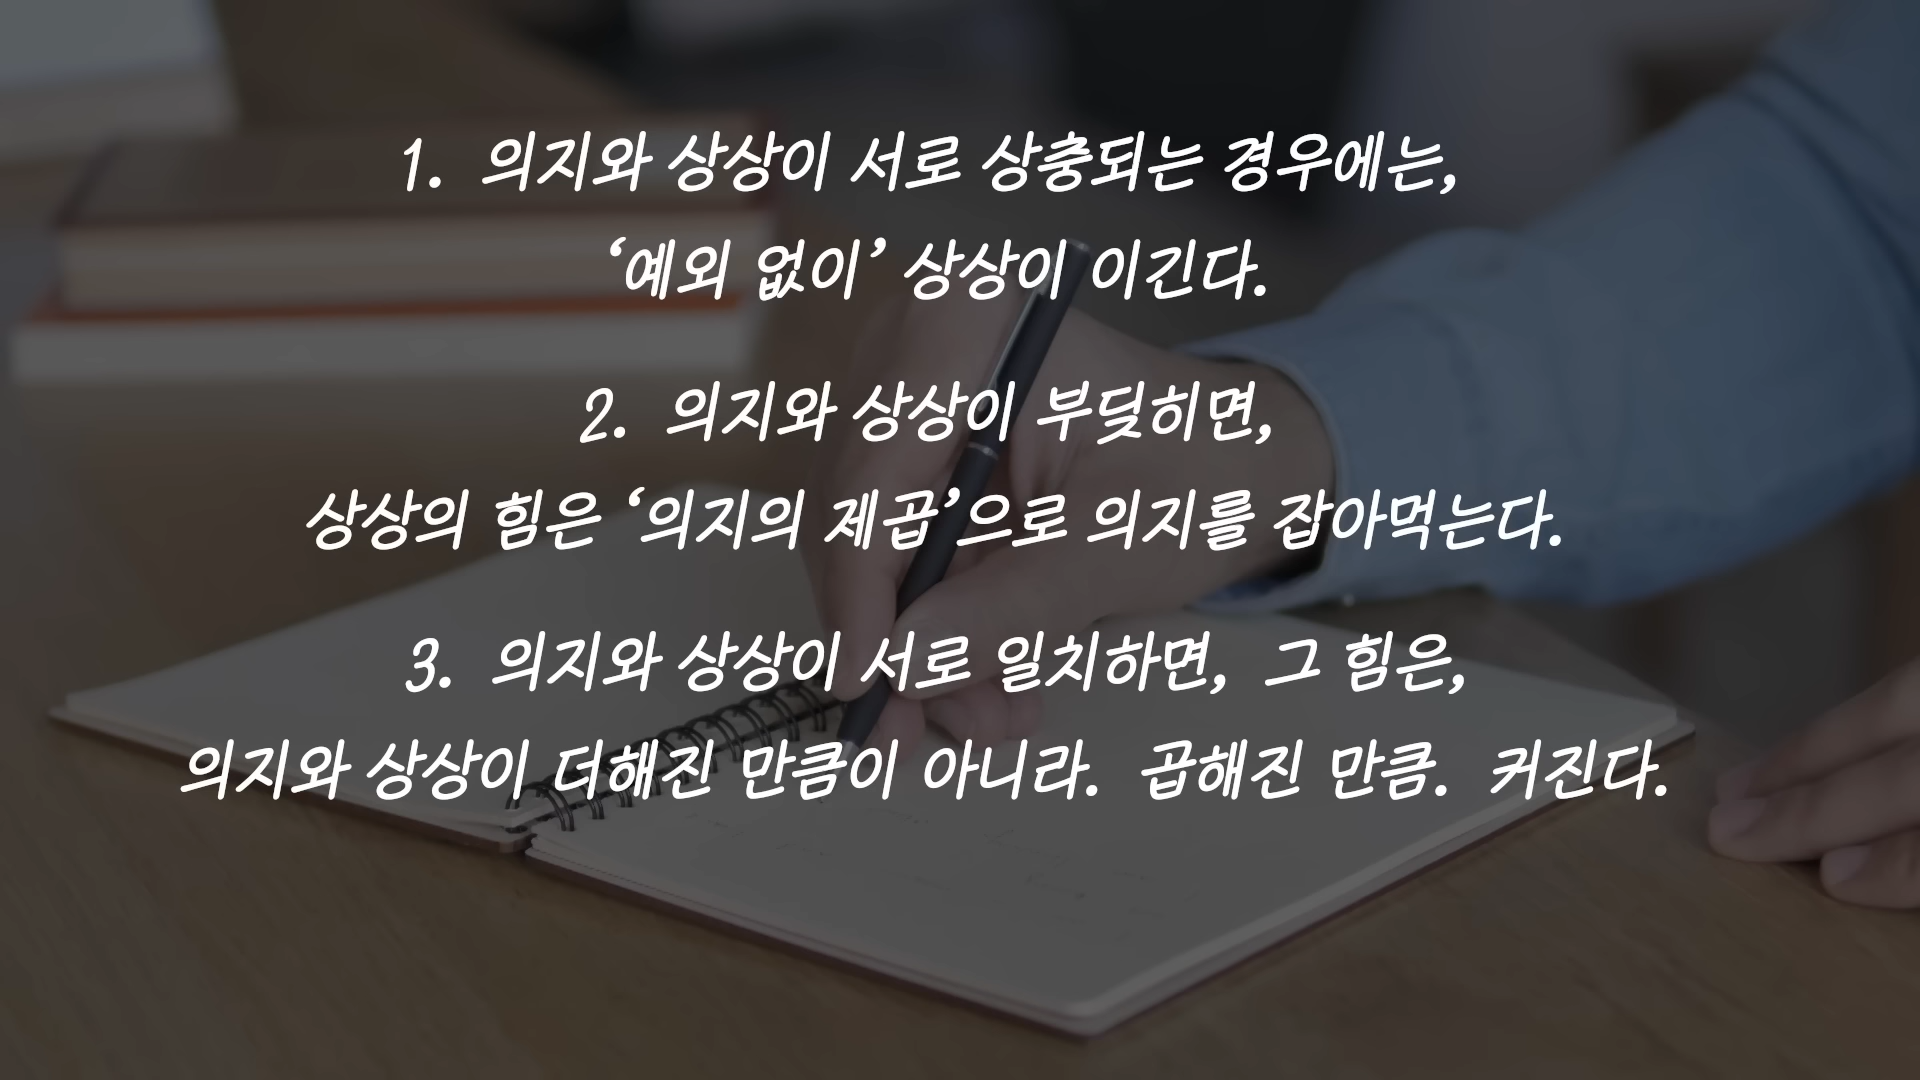 1. 의지와 상상이 서로 상충되는 경우에는,
‘예외 없이’ 상상이 이긴다.
2. 의지와 상상이 부딪히면,
상상의 힘은 ‘의지의 제곱’으로 의지를 잡아먹는다.
3. 의지와 상상이 서로 일치하면, 그 힘은,
의지와 상상이 더해진 만큼이 아니라. 곱해진 만큼. 커진다.